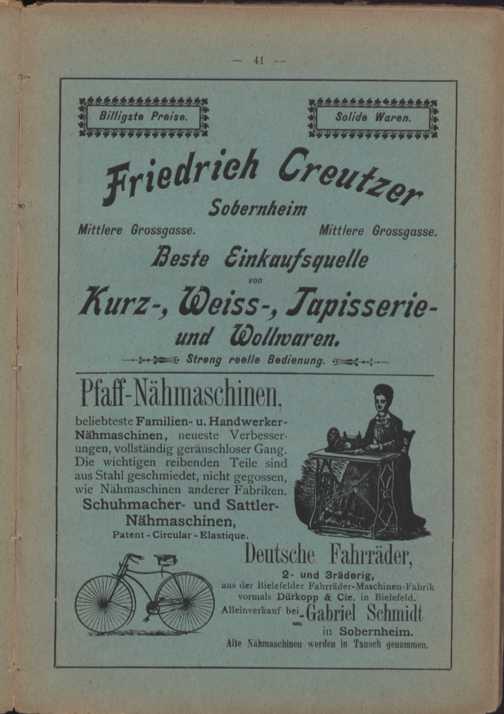 — 41 —
Billigste Preise.
Solide Waren.
Friedrich Creutzer
Sobernheim
Mittlere Grossgasse.
Mittlere Grossgasse.
Beste Einkaufsquelle
von
Kurz-, Weiss-, Tapisserie-
und Wollwaren.
Streng reelle Bedienung.
Pfaff-Nähmaschinen,
beliebteste Familien- u. Handwerker-
Nähmaschinen, neueste Verbesser-
ungen, vollständig geräuschloser Gang.
Die wichtigen reibenden Teile sind
aus Stahl geschmiedet, nicht gegossen,
wie Nähmaschinen anderer Fabriken.
Schuhmacher- und Sattler-
Nähmaschinen,
Patent-Circular-Elastique.
Deutsche Fahrräder,
2- und 3räderig,
aus der Bielefelder Fahrräder-Maschinen-Fabrik
vormals Dürkopp & Cie. in Bielefeld.
Alleinverkauf bei Gabriel Schmidt
in Sobernheim.
Alte Nähmaschinen werden in Tausch genommen.